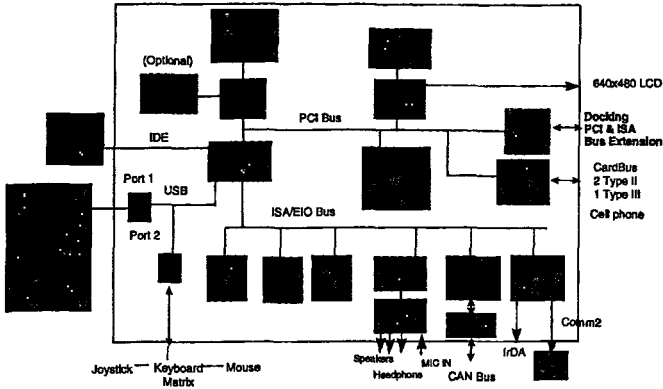 (Optional)
640x480 LCD
PCI Bus
Docking
PCI & ISA
Bus Extension
IDE
CardBus
2 Type II
1 Type III
Port 1
USB
Cell phone
ISA/EIO Bus
Port 2
Comm2
Speakers
MIC IN
IrDA
Headphone
CAN Bus
Joystick Keyboard Mouse
Matrix